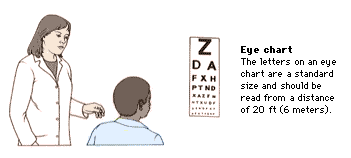 Z
D A
F X H
P T N D
Eye chart
The letters on an eye
chart are a standard
size and should be
read from a distance
of 20 ft (6 meters).